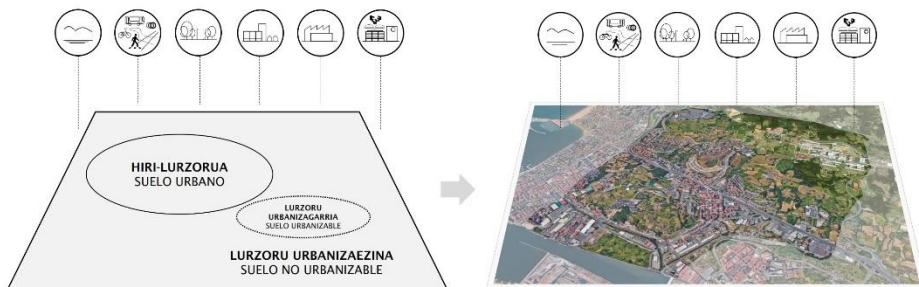 HIRI-LURZORUA
SUELO URBANO
LURZORU
URBANIZAGARRIA
SUELO URBANIZABLE
LURZORU URBANIZAEZINA
SUELO NO URBANIZABLE